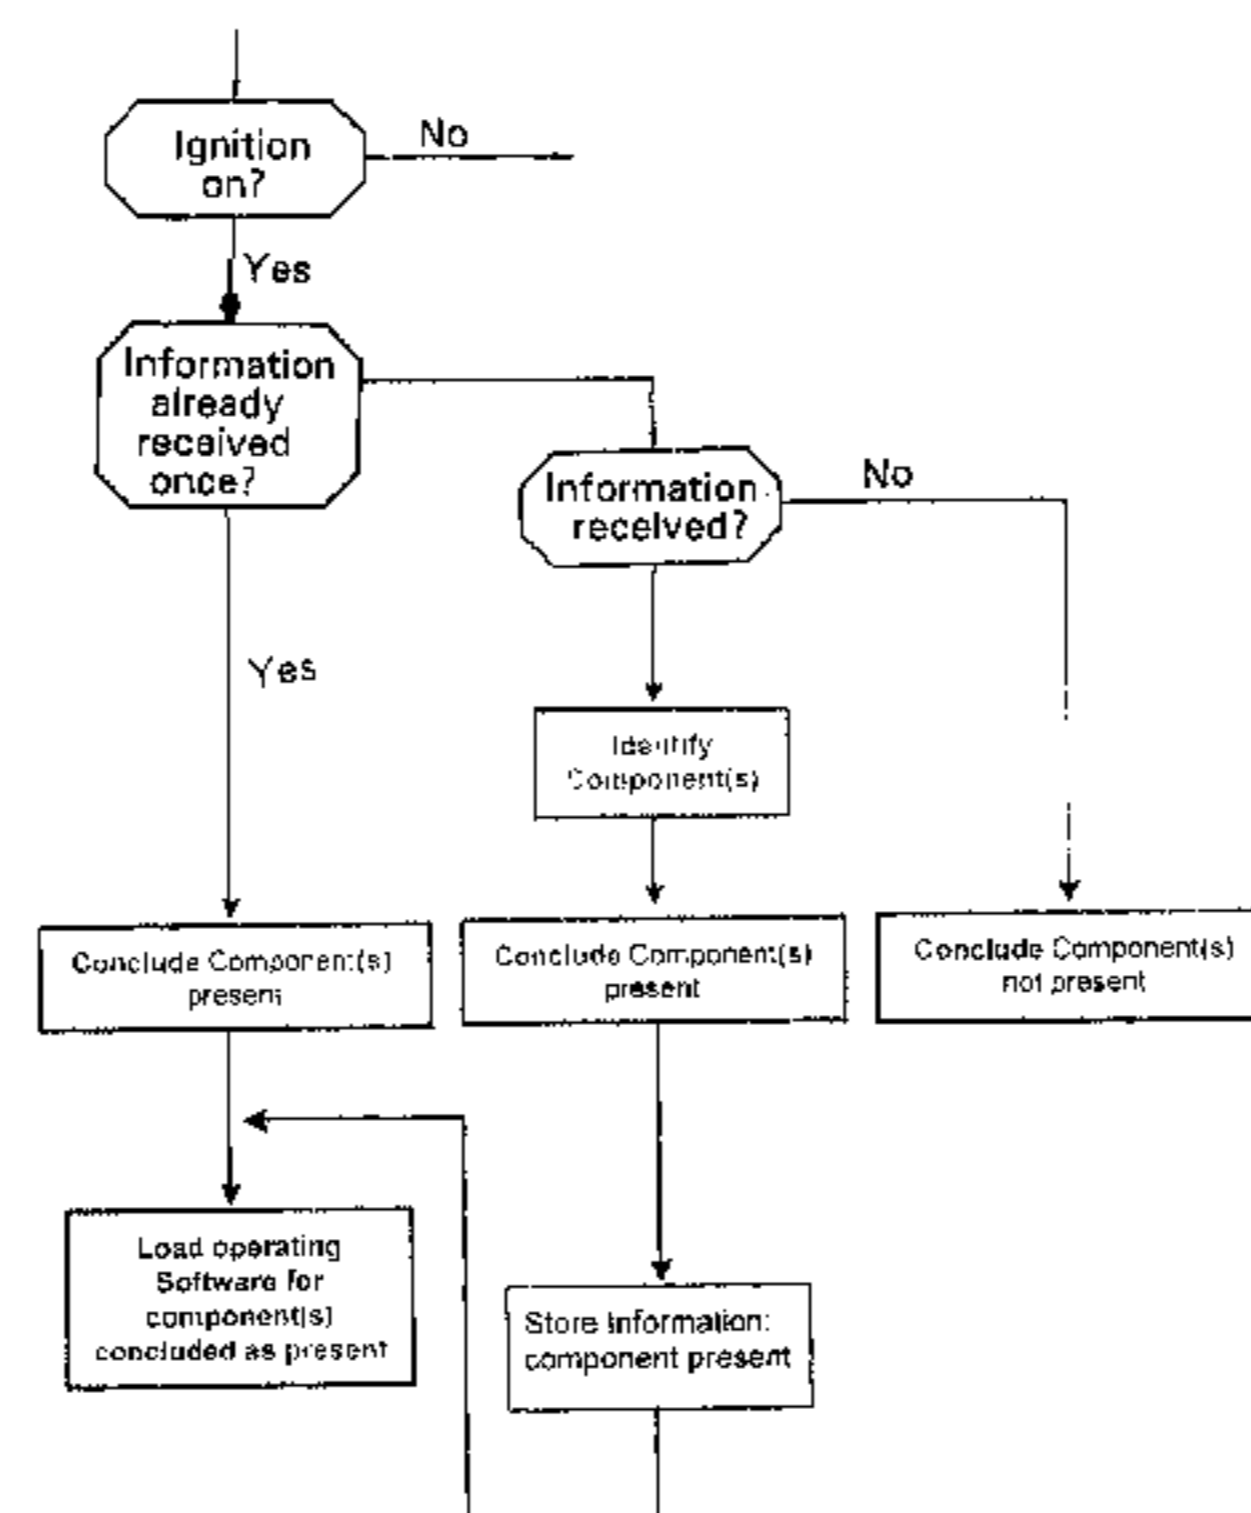 Ignition
on?
No
Yes
Information
already
received
once?
Information
received?
No
Yes
Identify
Component(s)
Conclude Component(s)
present
Conclude Component(s)
present
Conclude Component(s)
not present
Load operating
Software for
component(s)
concluded as present
Store Information:
component present